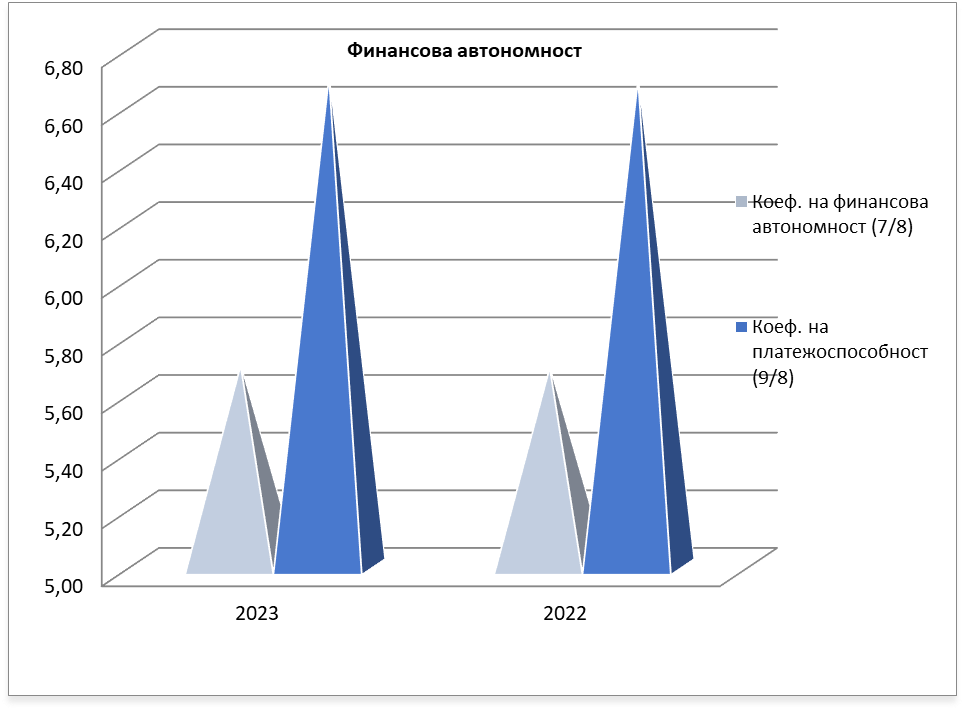 Финансова автономност
6,80
6,60
6,40
6,20
6,00
5,80
5,60
5,40
5,20
5,00
2023
2022
Коеф. на финансова
автономност (7/8)
Коеф. на
платежоспособност
(9/8)